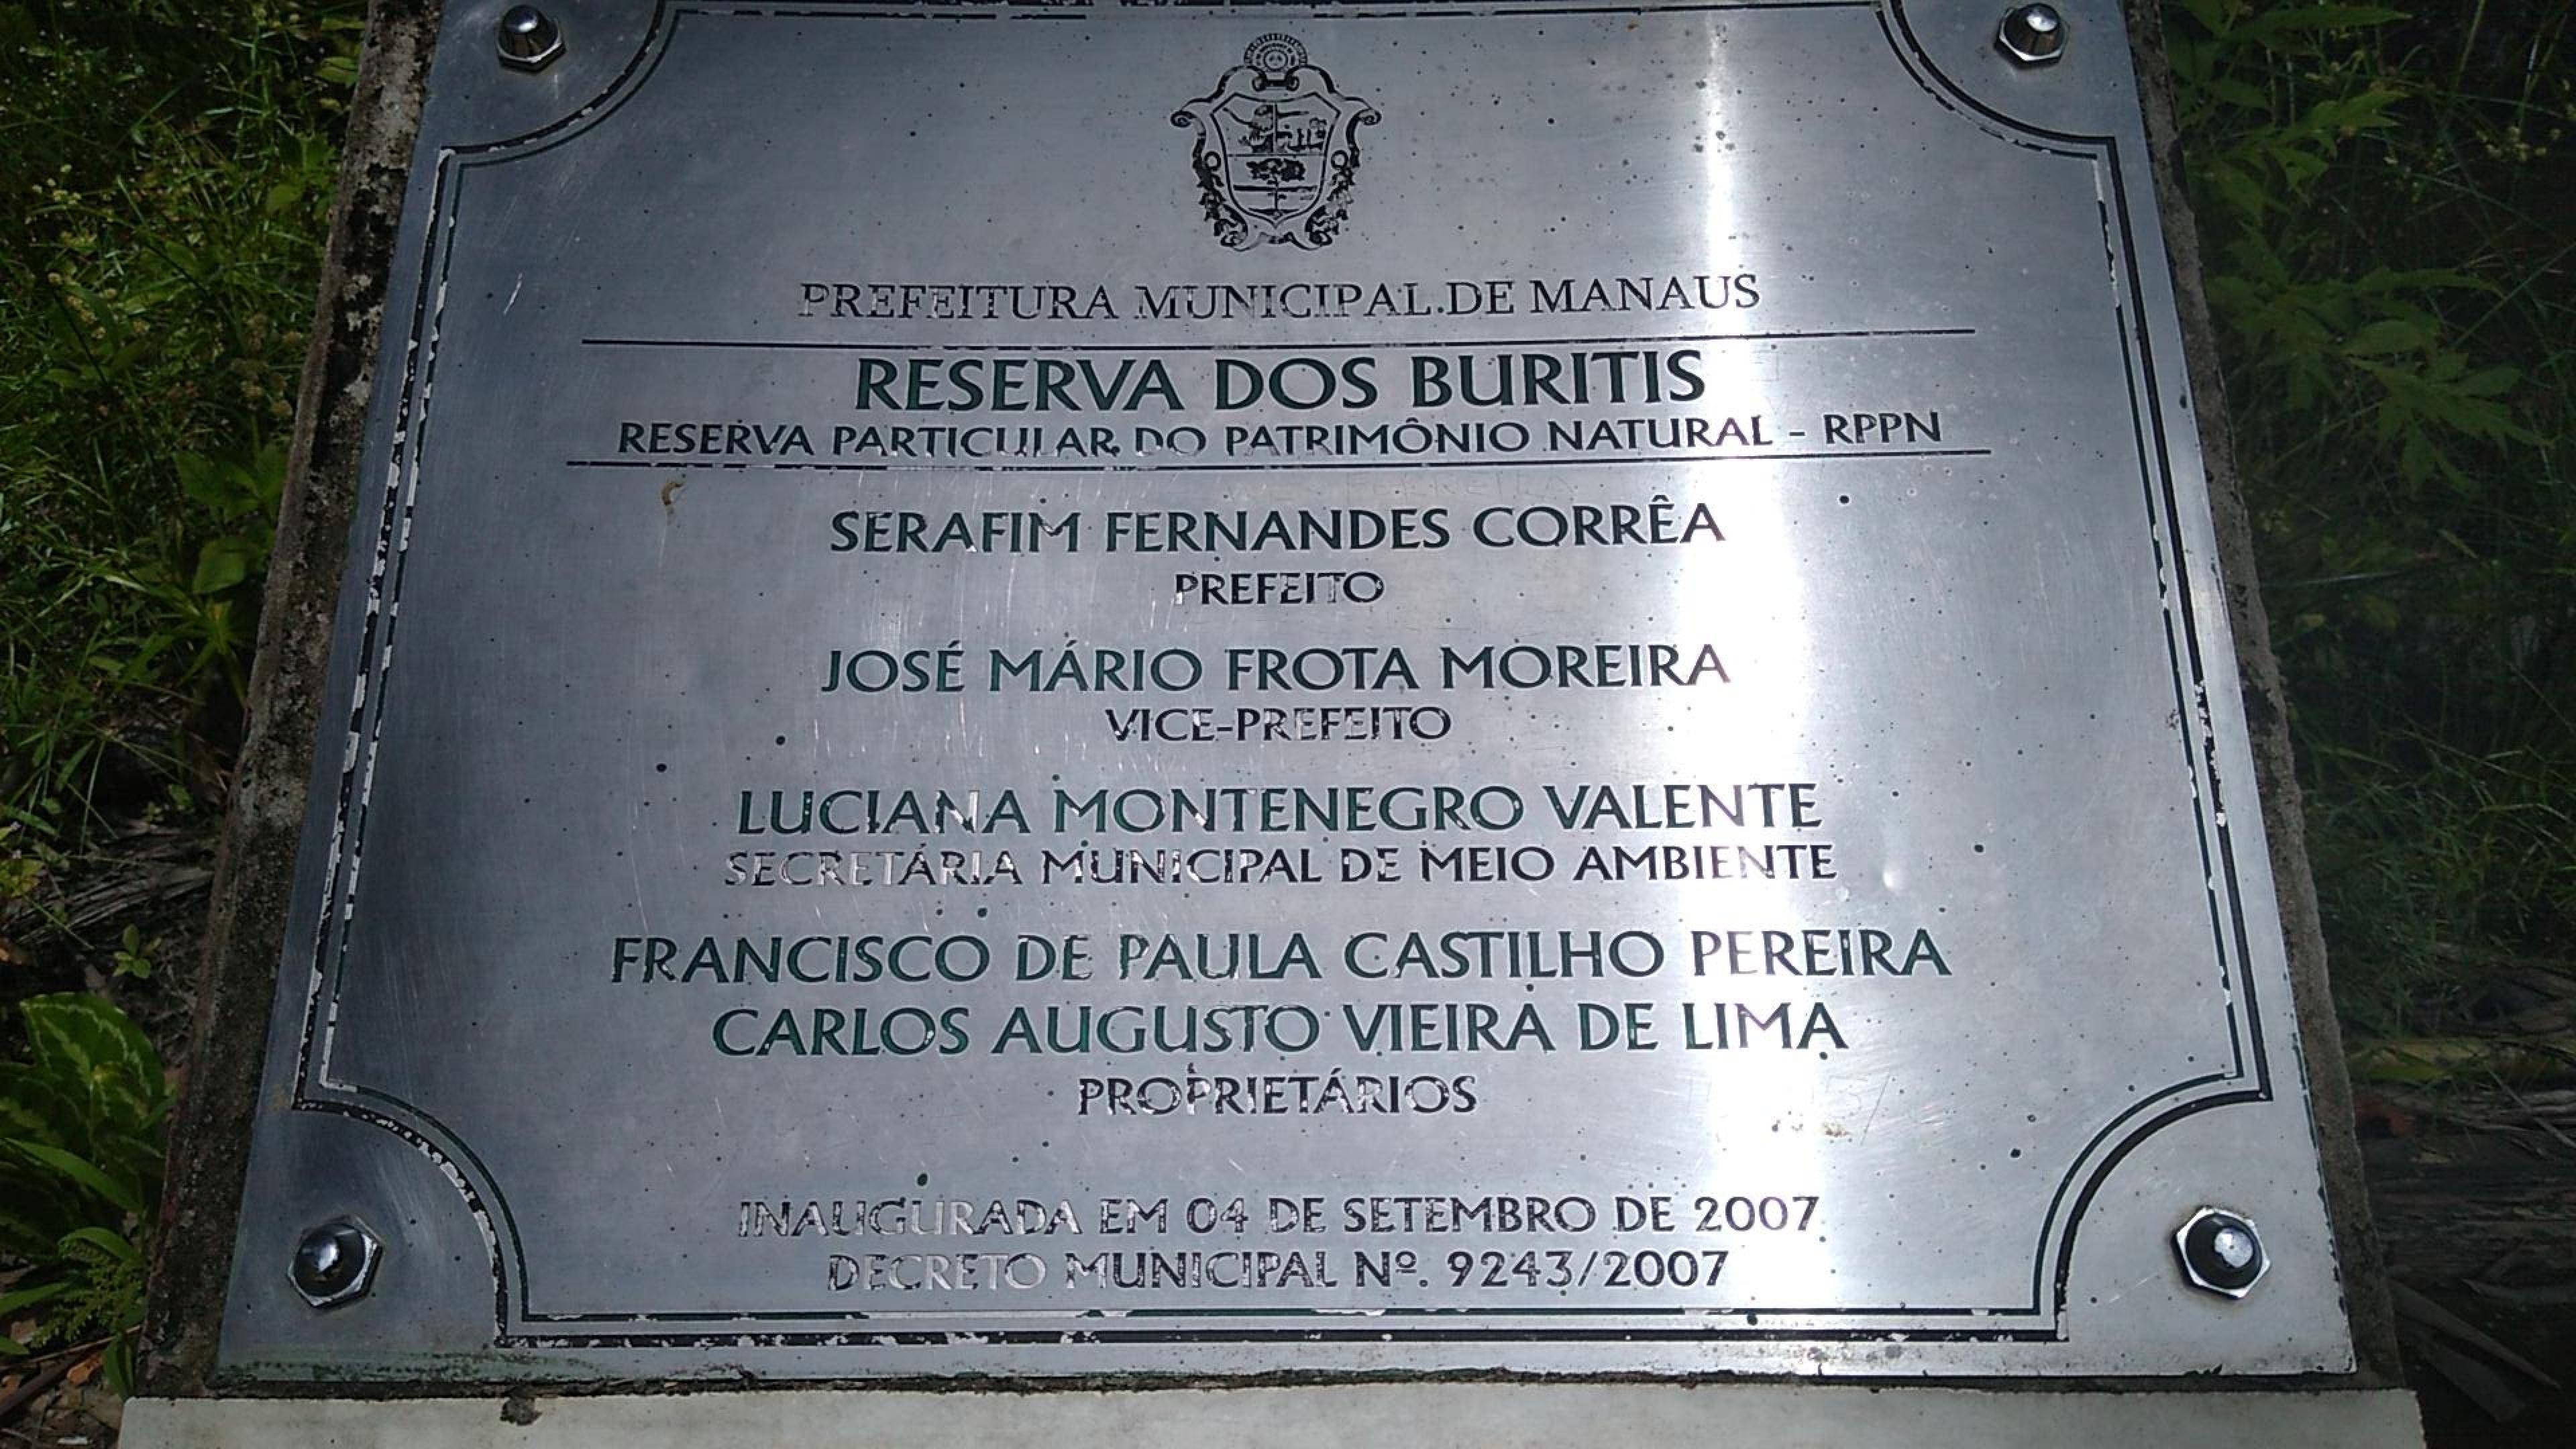 PREFEITURA MUNICIPAL DE MANAUS
RESERVA DOS BURITIS
RESERVA PARTICULAR DO PATRIMÔNIO NATURAL - RPPN
SERAFIM FERNANDES CORRÊA
PREFEITO
JOSÉ MÁRIO FROTA MOREIRA
VICE-PREFEITO
LUCIANA MONTENEGRO VALENTE
SECRETÁRIA MUNICIPAL DE MEIO AMBIENTE
FRANCISCO DE PAULA CASTILHO PEREIRA
CARLOS AUGUSTO VIEIRA DE LIMA
PROPRIETÁRIOS
INAUGURADA EM 04 DE SETEMBRO DE 2007
DECRETO MUNICIPAL Nº. 9243/2007